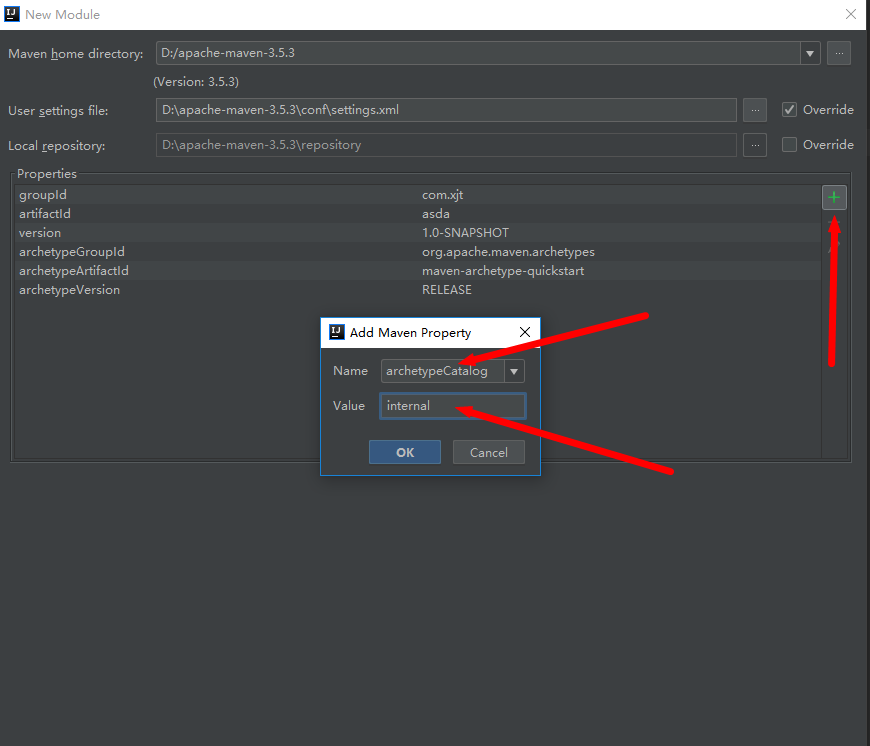 New Module
Maven home directory: D:/apache-maven-3.5.3 ...
(Version: 3.5.3)
User settings file: D:\apache-maven-3.5.3\conf\settings.xml ... Override
Local repository: D:\apache-maven-3.5.3\repository ... Override
Properties
groupId com.xjt
artifactId asda
version 1.0-SNAPSHOT
archetypeGroupId org.apache.maven.archetypes
archetypeArtifactId maven-archetype-quickstart
archetypeVersion RELEASE
Add Maven Property
Name archetypeCatalog
Value internal
OK Cancel